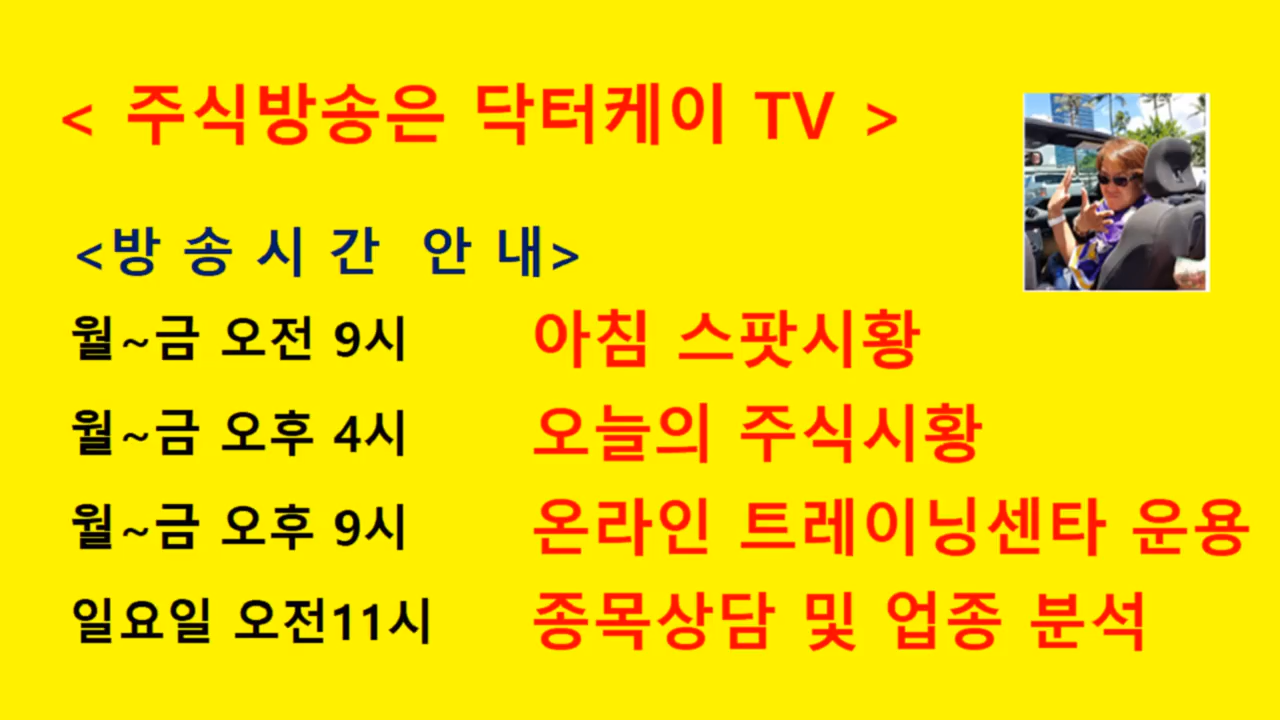 < 주식방송은 닥터케이 TV >
<방 송 시 간 안 내>
월~금 오전 9시 아침 스팟시황
월~금 오후 4시 오늘의 주식시황
월~금 오후 9시 온라인 트레이닝센타 운용
일요일 오전11시 종목상담 및 업종 분석